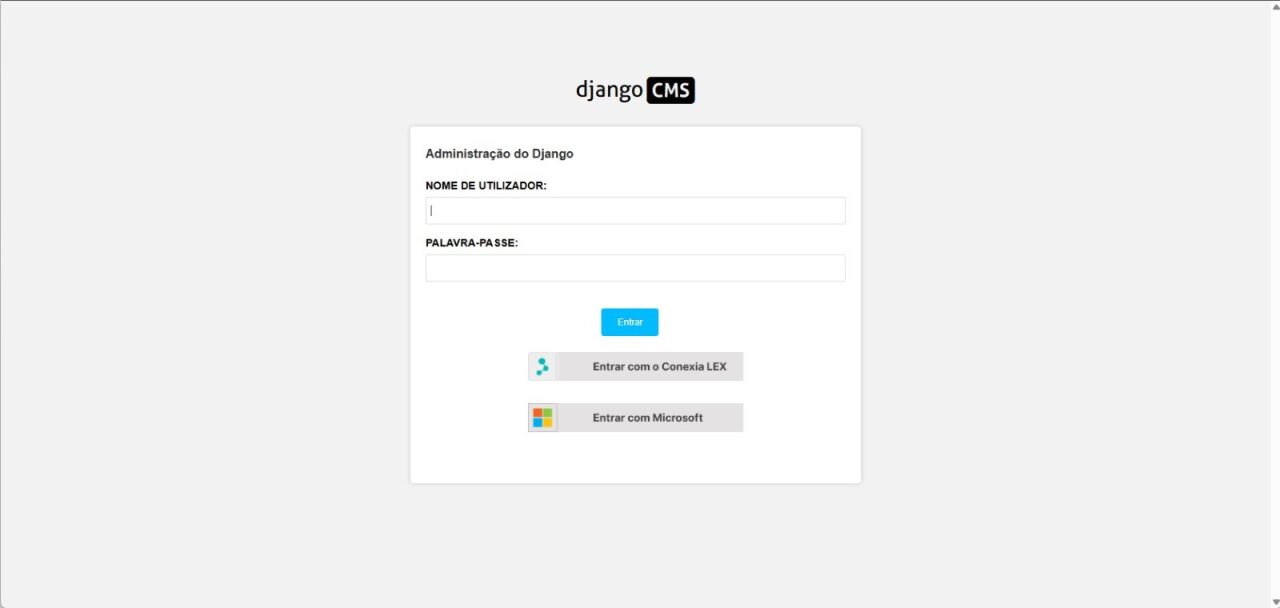 django CMS
Administração do Django
NOME DE UTILIZADOR:
PALAVRA-PASSE:
Entrar
Entrar com o Conexia LEX
Entrar com Microsoft